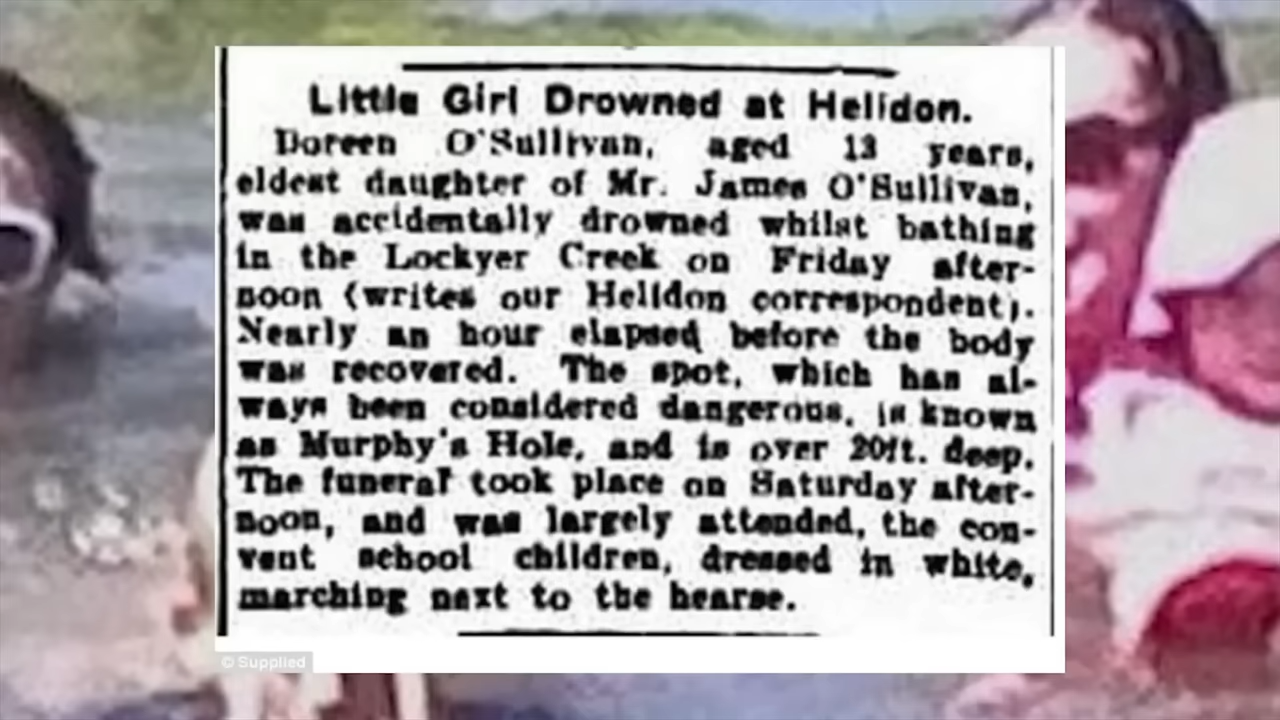 Little Girl Drowned at Helidon.
Doreen O'Sullivan, aged 13 years,
eldest daughter of Mr. James O'Sullivan,
was accidentally drowned whilst bathing
in the Lockyer Creek on Friday after-
noon (writes our Helidon correspondent).
Nearly an hour elapsed before the body
was recovered. The spot, which has al-
ways been considered dangerous, is known
as Murphy's Hole, and is over 20ft. deep.
The funeral took place on Saturday after-
noon, and was largely attended, the con-
vent school children, dressed in white,
marching next to the hearse.
© Supplied